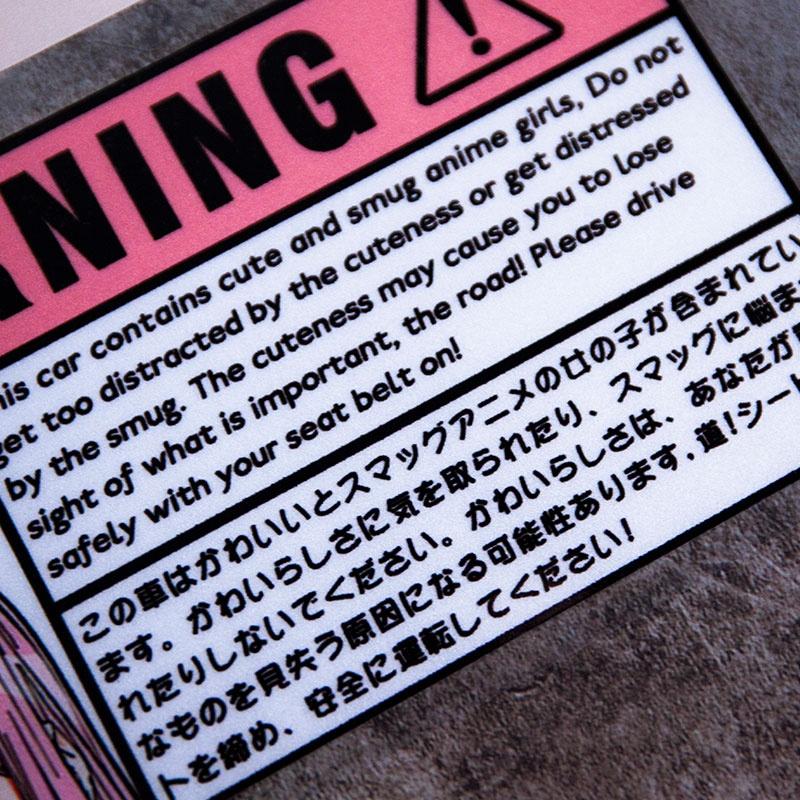 NING
his car contains cute and smug anime girls, Do not
get too distracted by the cuteness or get distressed
by the smug. The cuteness may cause you to lose
sight of what is important, the road! Please drive
safely with your seat belt on!
この車はかわいいとスマッグアニメの女の子が含まれてい
ます。かわいらしさに気を取られたり、スマッグに悩ま
れたりしないでください。かわいらしさは、あなたが
なものを見失う原因になる可能性あります.道!シー
トを締め、安全に運転してください!